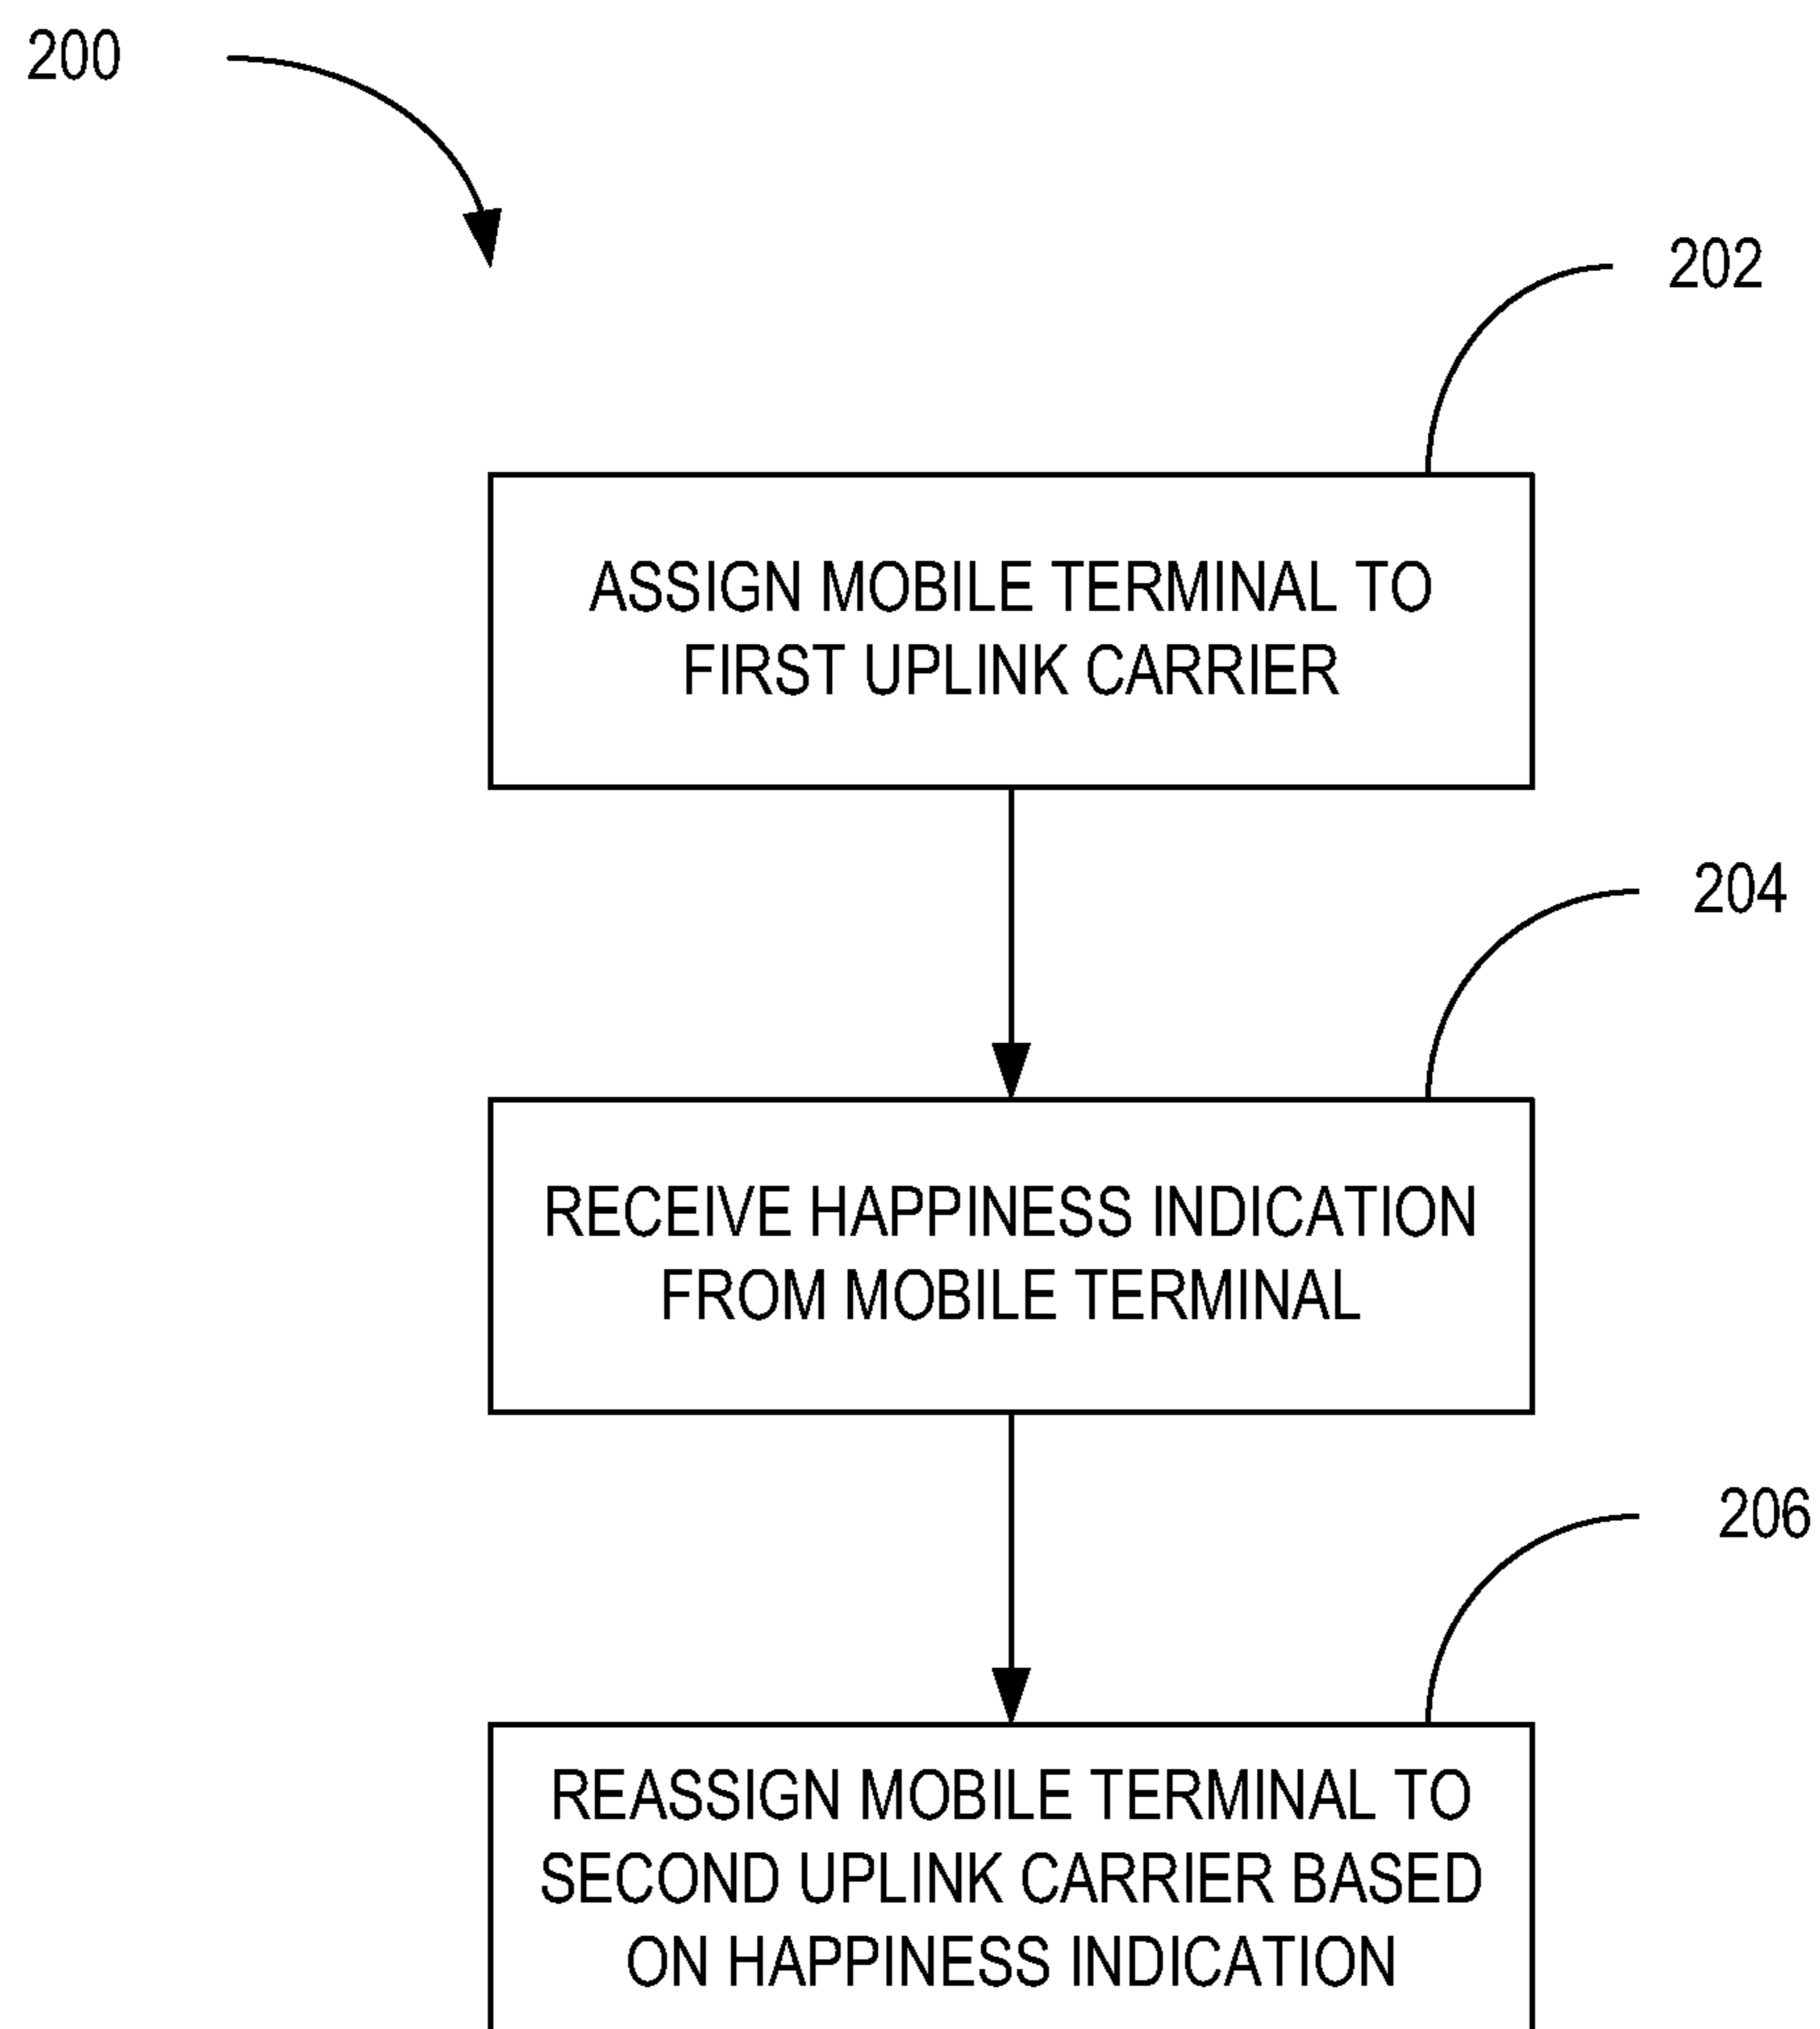 200
202
ASSIGN MOBILE TERMINAL TO
FIRST UPLINK CARRIER
204
RECEIVE HAPPINESS INDICATION
FROM MOBILE TERMINAL
206
REASSIGN MOBILE TERMINAL TO
SECOND UPLINK CARRIER BASED
ON HAPPINESS INDICATION